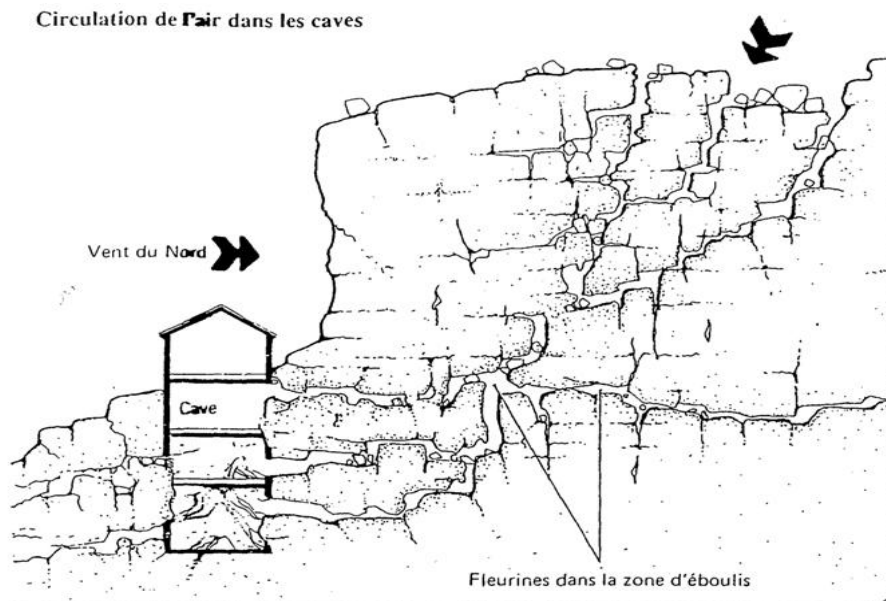 Circulation de l'air dans les caves
Vent du Nord
Cave
Fleurines dans la zone d'éboulis